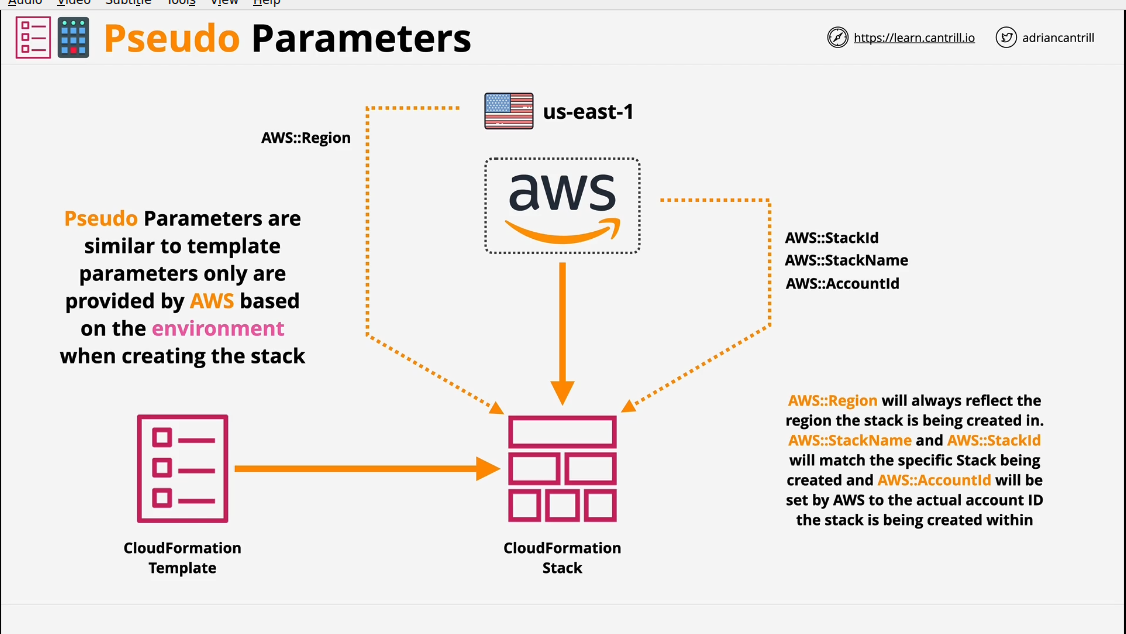 Audio Video Subtitle Tools View Help
Pseudo Parameters
https://learn.cantrill.io
adriancantrill
us-east-1
AWS::Region
aws
Pseudo Parameters are
similar to template
parameters only are
provided by AWS based
on the environment
when creating the stack
AWS::StackId
AWS::StackName
AWS::AccountId
AWS::Region will always reflect the
region the stack is being created in.
AWS::StackName and AWS::StackId
will match the specific Stack being
created and AWS::AccountId will be
set by AWS to the actual account ID
the stack is being created within
CloudFormation
Template
CloudFormation
Stack